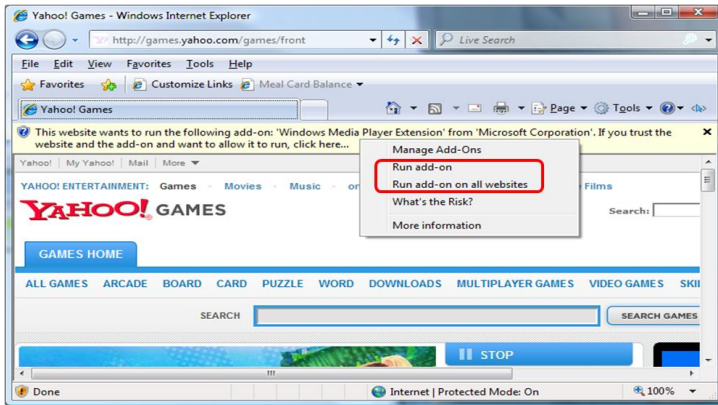 Yahoo! Games - Windows Internet Explorer
http://games.yahoo.com/games/front
Live Search
File Edit View Favorites Tools Help
Favorites Customize Links Meal Card Balance
Yahoo! Games
Page Tools
This website wants to run the following add-on: 'Windows Media Player Extension' from 'Microsoft Corporation'. If you trust the
website and the add-on and want to allow it to run, click here...
Manage Add-Ons
Run add-on
Run add-on on all websites
What's the Risk?
More information
Yahoo! My Yahoo! Mail More
YAHOO! ENTERTAINMENT: Games Movies Music Films
YAHOO! GAMES
Search:
GAMES HOME
ALL GAMES ARCADE BOARD CARD PUZZLE WORD DOWNLOADS MULTIPLAYER GAMES VIDEO GAMES
SEARCH SEARCH GAMES
STOP
Done Internet | Protected Mode: On 100%